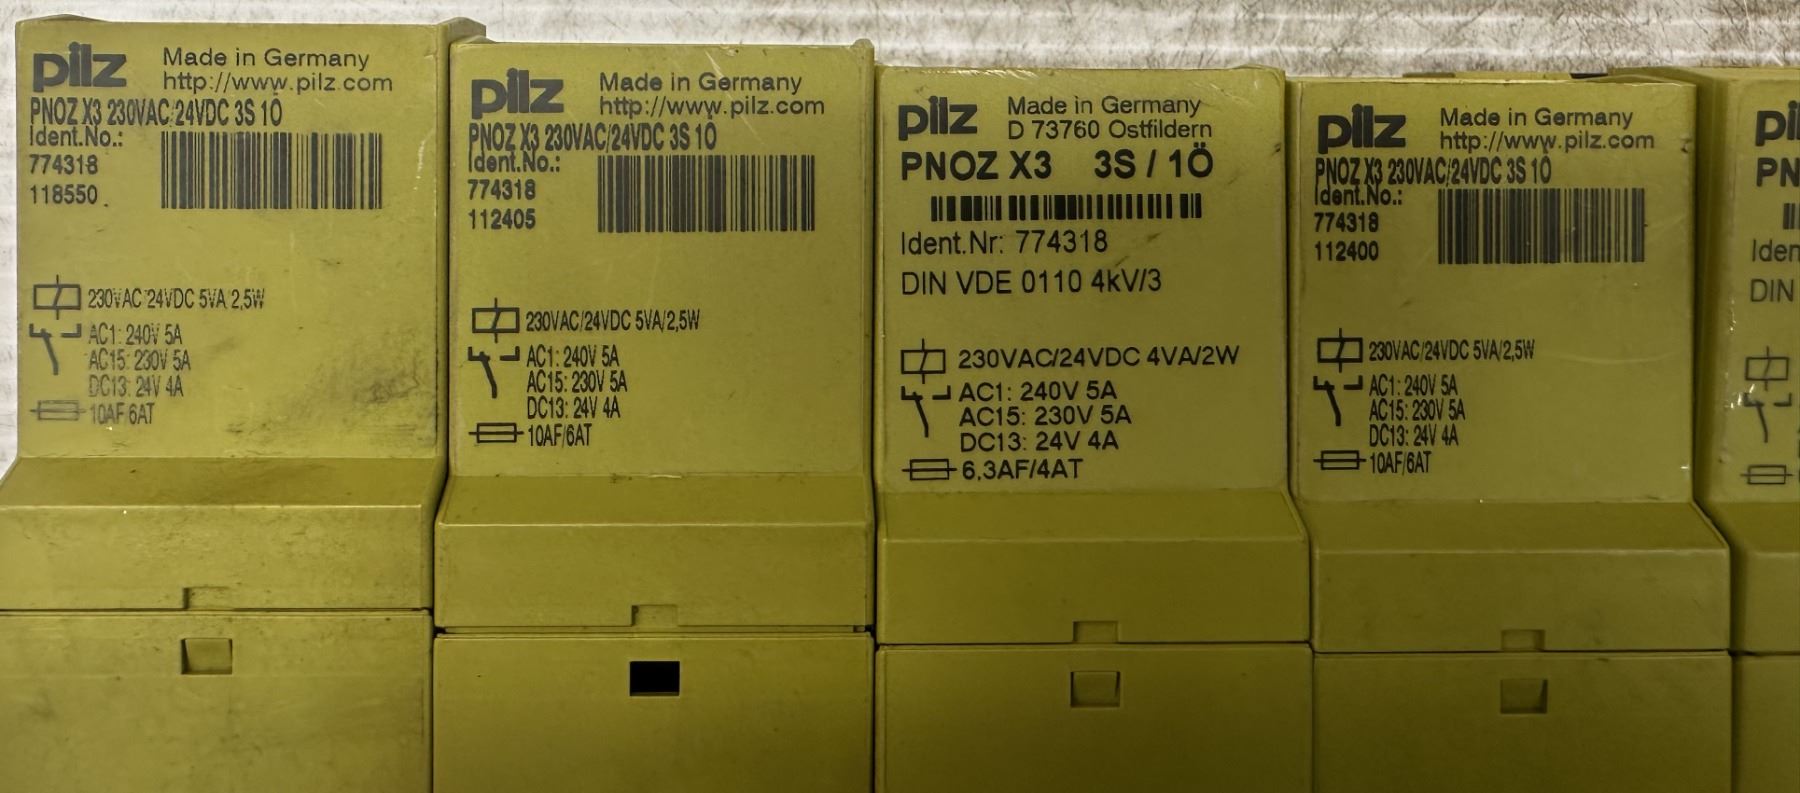 pilz
Made in Germany
http://www.pilz.com
PNOZ X3 230VAC/24VDC 3S 1Ö
Ident.No.:
774318
118550
230VAC/24VDC 5VA/2,5W
AC1: 240V 5A
AC15: 230V 5A
DC13: 24V 4A
10AF/6AT
pilz
Made in Germany
http://www.pilz.com
PNOZ X3 230VAC/24VDC 3S 1Ö
Ident.No.:
774318
112405
230VAC/24VDC 5VA/2,5W
AC1: 240V 5A
AC15: 230V 5A
DC13: 24V 4A
10AF/6AT
pilz
Made in Germany
D 73760 Ostfildern
PNOZ X3 3S / 1Ö
Ident.Nr: 774318
DIN VDE 0110 4kV/3
230VAC/24VDC 4VA/2W
AC1: 240V 5A
AC15: 230V 5A
DC13: 24V 4A
6,3AF/4AT
pilz
Made in Germany
http://www.pilz.com
PNOZ X3 230VAC/24VDC 3S 1Ö
Ident.No.:
774318
112400
230VAC/24VDC 5VA/2,5W
AC1: 240V 5A
AC15: 230V 5A
DC13: 24V 4A
10AF/6AT
pil
PN
Iden
DIN